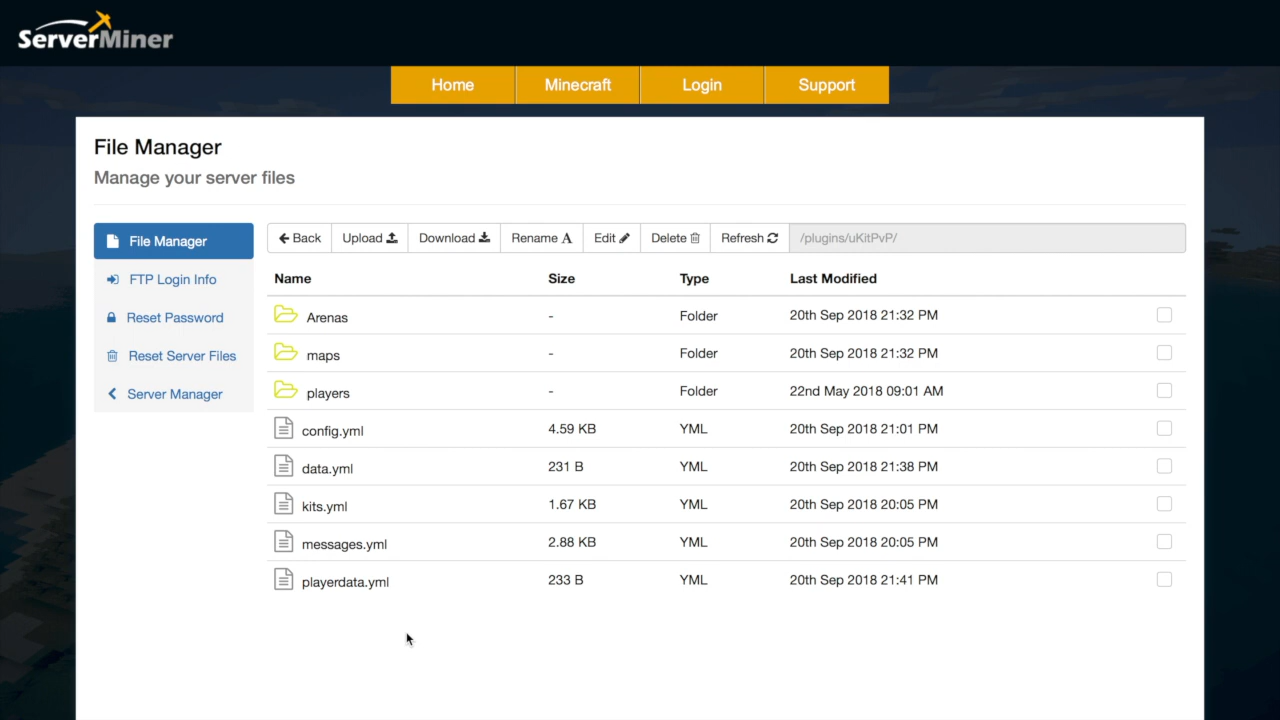 ServerMiner
Home Minecraft Login Support
File Manager
Manage your server files
File Manager
FTP Login Info
Reset Password
Reset Server Files
Server Manager
Back Upload Download Rename A Edit Delete Refresh /plugins/uKitPvP/
Name Size Type Last Modified
Arenas - Folder 20th Sep 2018 21:32 PM
maps - Folder 20th Sep 2018 21:32 PM
players - Folder 22nd May 2018 09:01 AM
config.yml 4.59 KB YML 20th Sep 2018 21:01 PM
data.yml 231 B YML 20th Sep 2018 21:38 PM
kits.yml 1.67 KB YML 20th Sep 2018 20:05 PM
messages.yml 2.88 KB YML 20th Sep 2018 20:05 PM
playerdata.yml 233 B YML 20th Sep 2018 21:41 PM